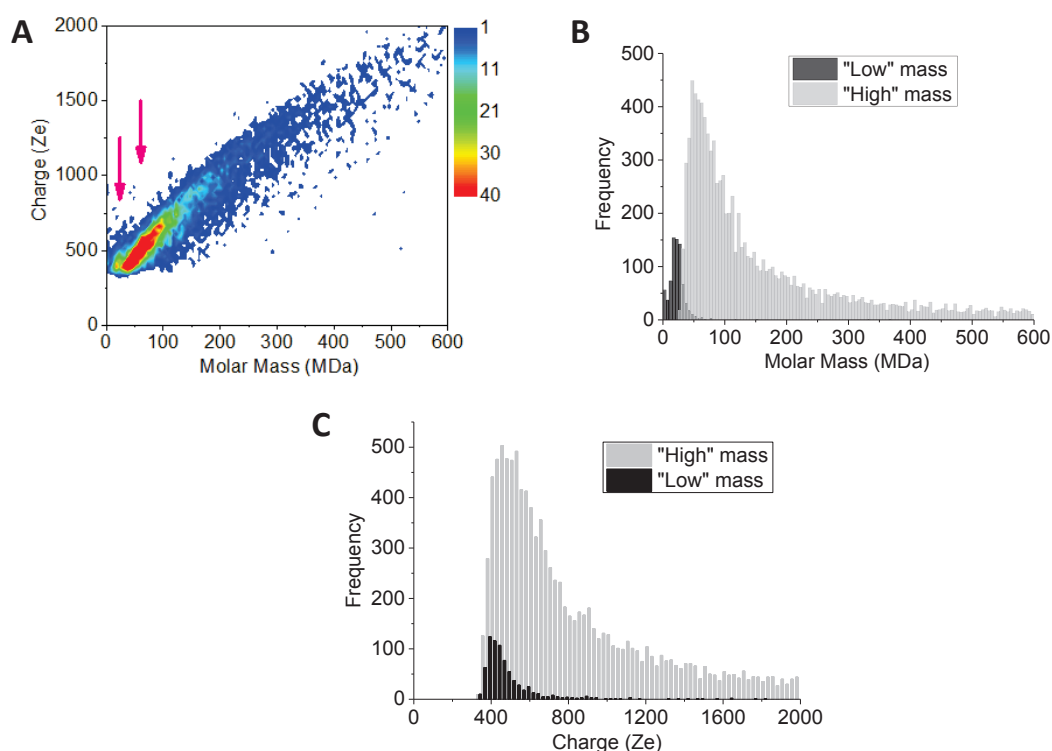 A
2000
1500
1000
500
0
Charge (Ze)
0 100 200 300 400 500 600
Molar Mass (MDa)
1
11
21
30
40
B
500
400
300
200
100
0
Frequency
"Low" mass
"High" mass
0 100 200 300 400 500 600
Molar Mass (MDa)
C
500
400
300
200
100
0
Frequency
"High" mass
"Low" mass
0 400 800 1200 1600 2000
Charge (Ze)